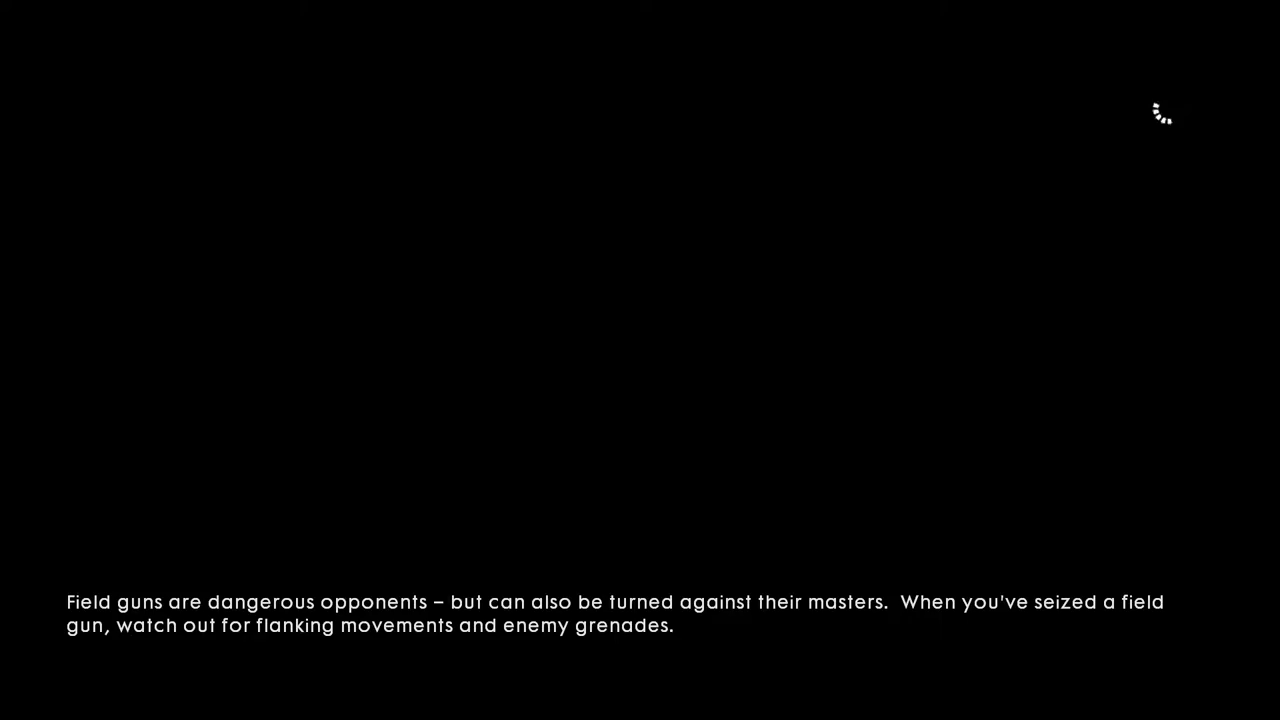 Field guns are dangerous opponents – but can also be turned against their masters.  When you've seized a field
gun, watch out for flanking movements and enemy grenades.